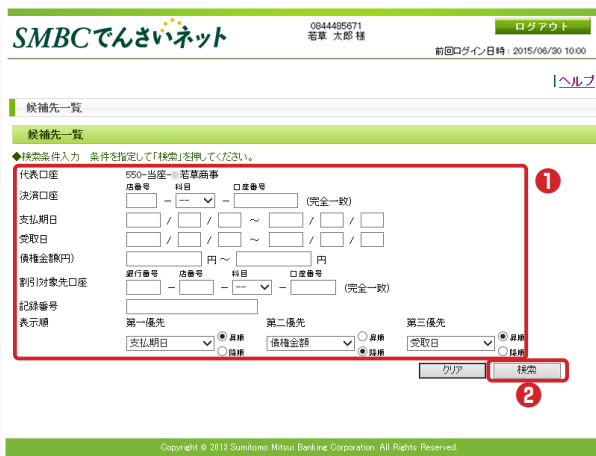 SMBCでんさいネット
0844485671
若草 太郎 様
ログアウト
前回ログイン日時：2015/06/30 10:00
|ヘルプ
候補先一覧
候補先一覧
◆検索条件入力 条件を指定して「検索」を押してください。
代表口座 550-当座- 若草商事
店番号 科目 口座番号
決済口座 － -- － (完全一致)
支払期日 / / ～ / /
受取日 / / ～ / /
債権金額(円) 円～ 円
銀行番号 店番号 科目 口座番号
割引対象先口座 － － -- － (完全一致)
記録番号
表示順 第一優先 第二優先 第三優先
支払期日 昇順 降順 債権金額 昇順 降順 受取日 昇順 降順
1
クリア 検索
2
Copyright © 2013 Sumitomo Mitsui Banking Corporation. All Rights Reserved.